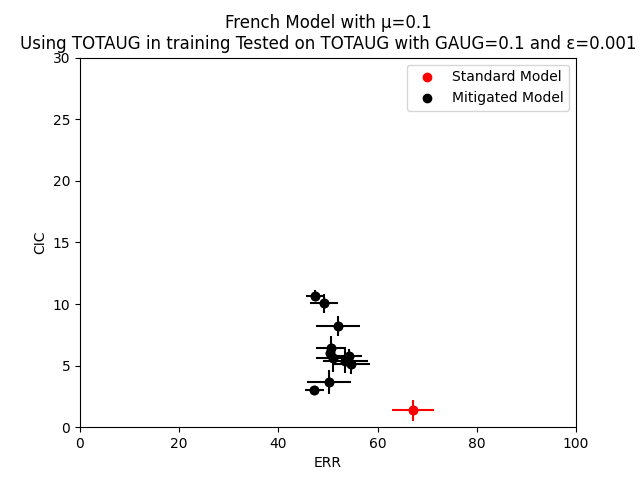 French Model with μ=0.1
Using TOTAUG in training Tested on TOTAUG with GAUG=0.1 and ε=0.001
Standard Model
Mitigated Model
30
25
20
15
10
5
0
CIC
0 20 40 60 80 100
ERR